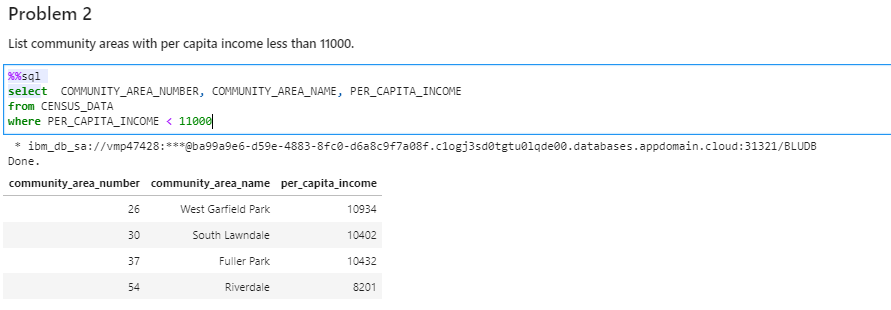 Problem 2
List community areas with per capita income less than 11000.
%%sql
select  COMMUNITY_AREA_NUMBER, COMMUNITY_AREA_NAME, PER_CAPITA_INCOME
from CENSUS_DATA
where PER_CAPITA_INCOME < 11000
* ibm_db_sa://vmp47428:***@ba99a9e6-d59e-4883-8fc0-d6a8c9f7a08f.c1ogj3sd0tgtu0lqde00.databases.appdomain.cloud:31321/BLUDB
Done.
community_area_number community_area_name per_capita_income
26 West Garfield Park 10934
30 South Lawndale 10402
37 Fuller Park 10432
54 Riverdale 8201